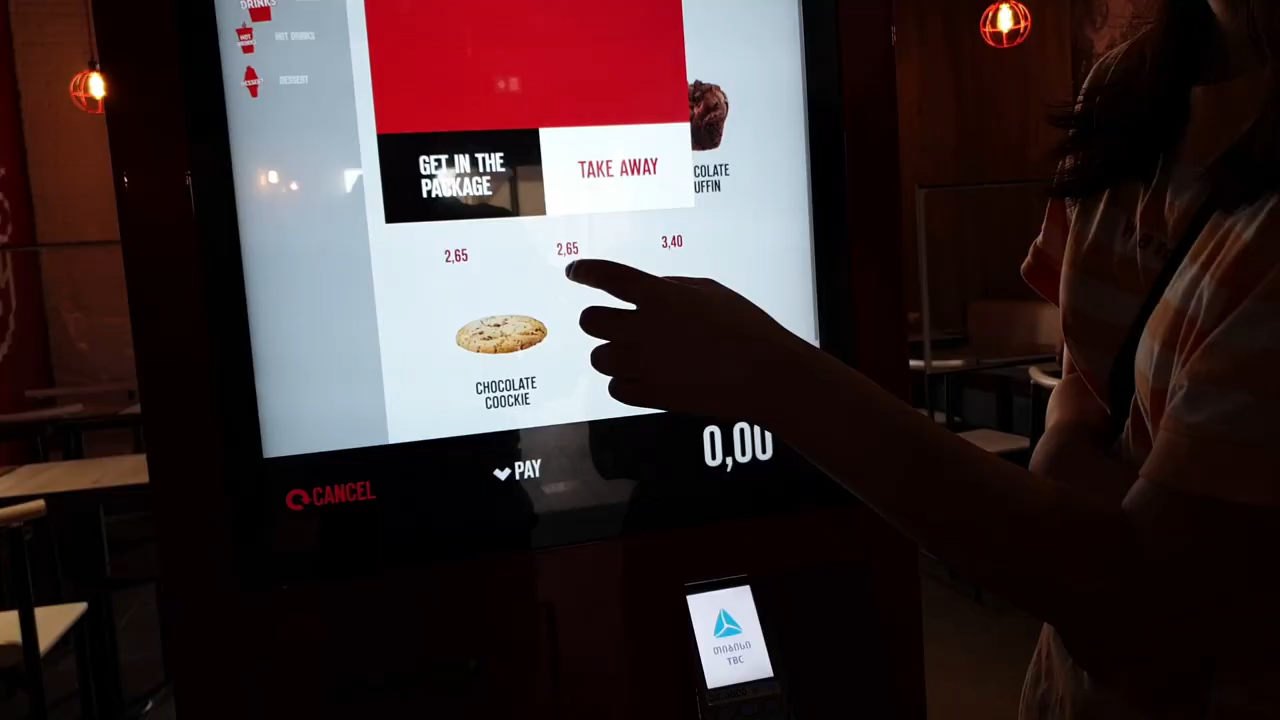 DRINKS
HOT DRINKS
DESSERT
GET IN THE
PACKAGE
TAKE AWAY
COLATE
UFFIN
2,65
2,65
3,40
CHOCOLATE
COOCKIE
0,00
PAY
CANCEL
თიბისი
TBC